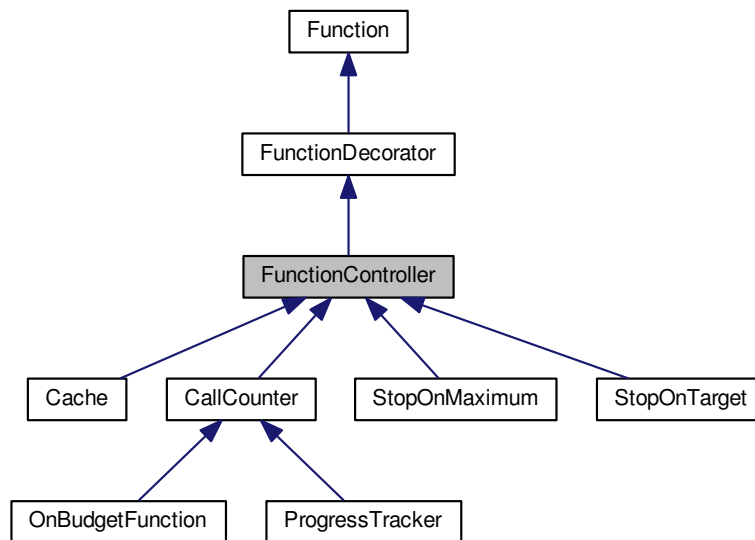 Function
FunctionDecorator
FunctionController
Cache
CallCounter
StopOnMaximum
StopOnTarget
OnBudgetFunction
ProgressTracker